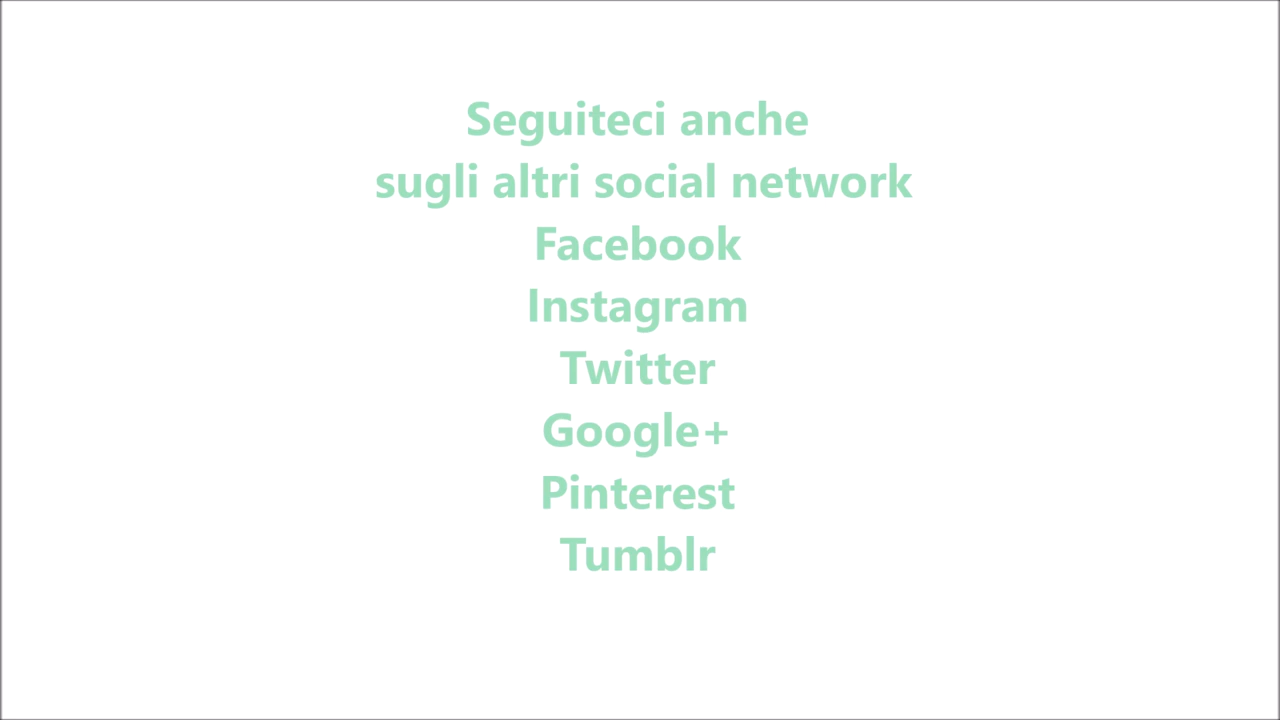 Seguiteci anche
sugli altri social network
Facebook
Instagram
Twitter
Google+
Pinterest
Tumblr